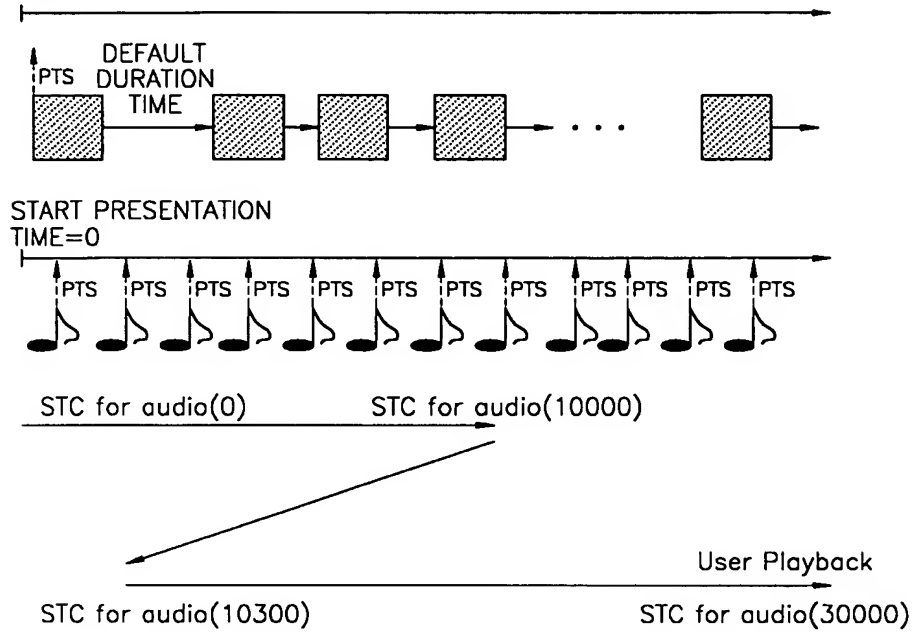 DEFAULT
DURATION
TIME
PTS
START PRESENTATION
TIME=0
PTS PTS PTS PTS PTS PTS PTS PTS PTS PTS PTS PTS
STC for audio(0) STC for audio(10000)
User Playback
STC for audio(10300) STC for audio(30000)